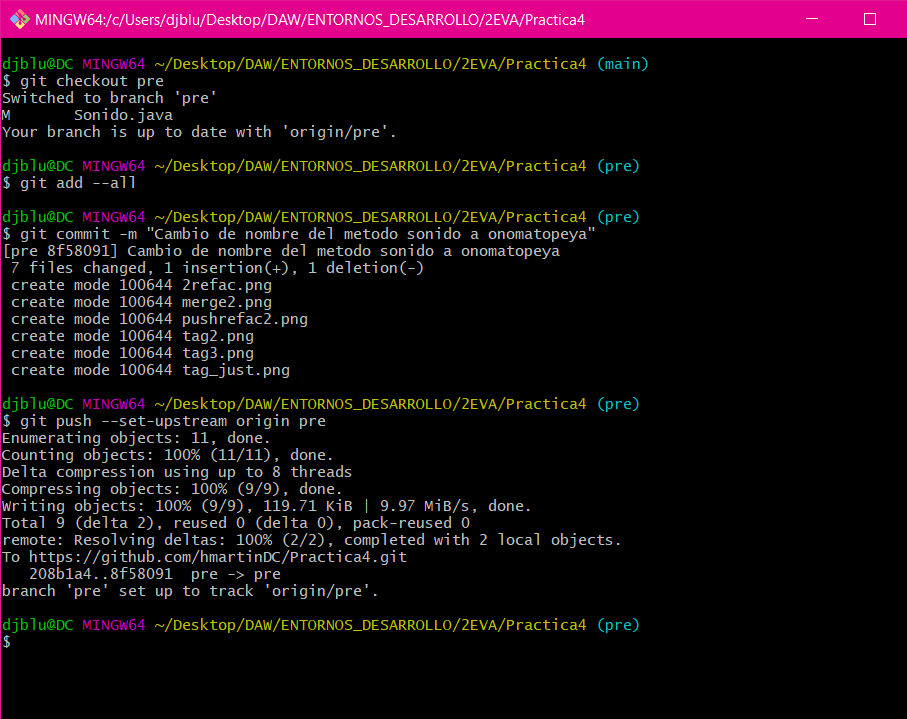 MINGW64:/c/Users/djblu/Desktop/DAW/ENTORNOS_DESARROLLO/2EVA/Practica4
djblu@DC MINGW64 ~/Desktop/DAW/ENTORNOS_DESARROLLO/2EVA/Practica4 (main)
$ git checkout pre
Switched to branch 'pre'
M       Sonido.java
Your branch is up to date with 'origin/pre'.
djblu@DC MINGW64 ~/Desktop/DAW/ENTORNOS_DESARROLLO/2EVA/Practica4 (pre)
$ git add --all
djblu@DC MINGW64 ~/Desktop/DAW/ENTORNOS_DESARROLLO/2EVA/Practica4 (pre)
$ git commit -m "Cambio de nombre del metodo sonido a onomatopeya"
[pre 8f58091] Cambio de nombre del metodo sonido a onomatopeya
 7 files changed, 1 insertion(+), 1 deletion(-)
 create mode 100644 2refac.png
 create mode 100644 merge2.png
 create mode 100644 pushrefac2.png
 create mode 100644 tag2.png
 create mode 100644 tag3.png
 create mode 100644 tag_just.png
djblu@DC MINGW64 ~/Desktop/DAW/ENTORNOS_DESARROLLO/2EVA/Practica4 (pre)
$ git push --set-upstream origin pre
Enumerating objects: 11, done.
Counting objects: 100% (11/11), done.
Delta compression using up to 8 threads
Compressing objects: 100% (9/9), done.
Writing objects: 100% (9/9), 119.71 KiB | 9.97 MiB/s, done.
Total 9 (delta 2), reused 0 (delta 0), pack-reused 0
remote: Resolving deltas: 100% (2/2), completed with 2 local objects.
To https://github.com/hmartinDC/Practica4.git
   208b1a4..8f58091  pre -> pre
branch 'pre' set up to track 'origin/pre'.
djblu@DC MINGW64 ~/Desktop/DAW/ENTORNOS_DESARROLLO/2EVA/Practica4 (pre)
$